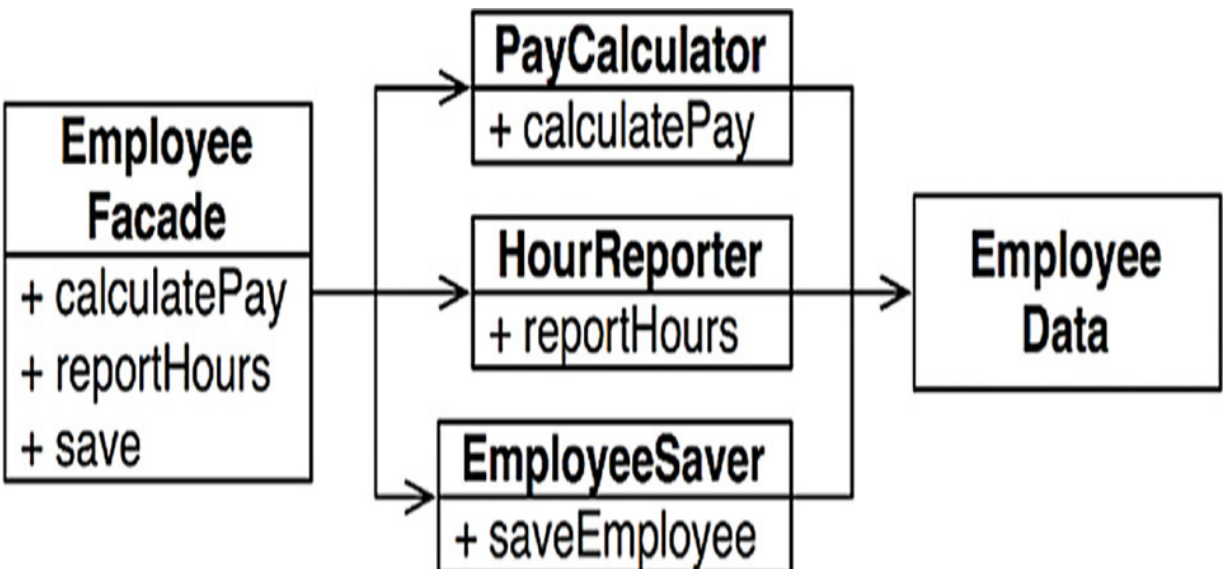 Employee
Facade
+ calculatePay
+ reportHours
+ save
PayCalculator
+ calculatePay
HourReporter
+ reportHours
EmployeeSaver
+ saveEmployee
Employee
Data